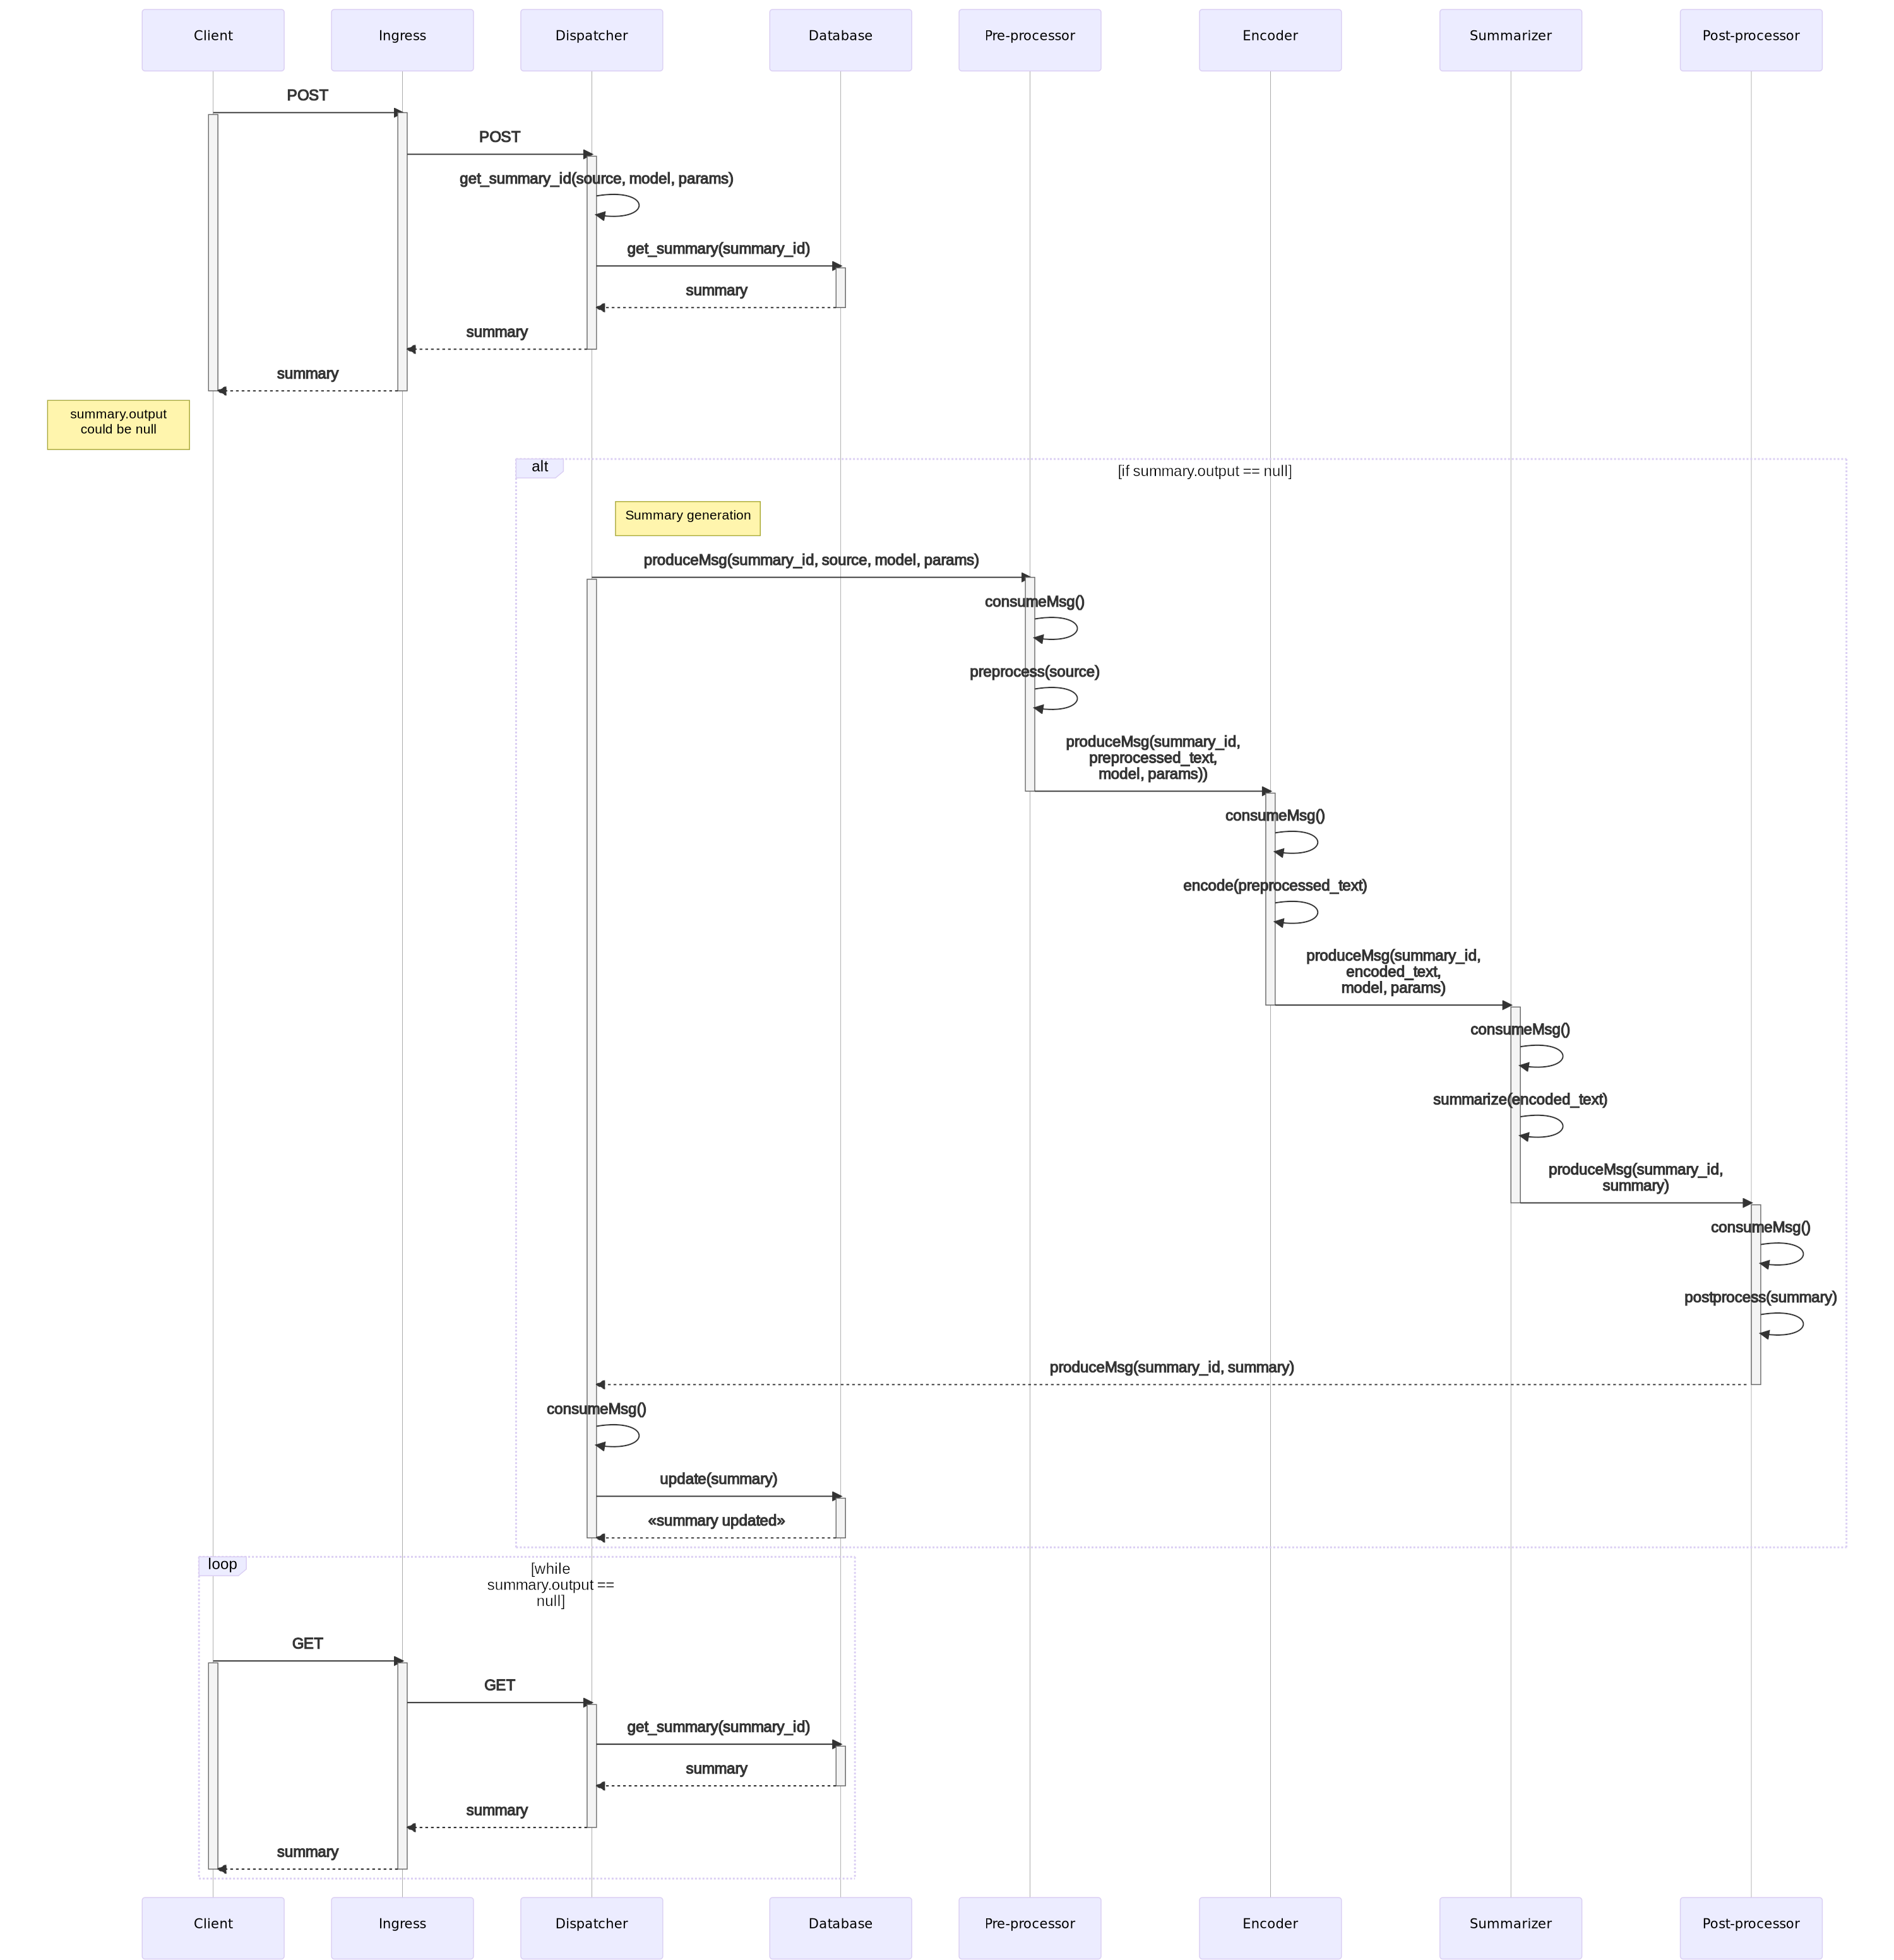 Client
Ingress
Dispatcher
Database
Pre-processor
Encoder
Summarizer
Post-processor
POST
POST
get_summary_id(source, model, params)
get_summary(summary_id)
summary
summary
summary
summary.output
could be null
alt
[if summary.output == null]
Summary generation
produceMsg(summary_id, source, model, params)
consumeMsg()
preprocess(source)
produceMsg(summary_id,
preprocessed_text,
model, params))
consumeMsg()
encode(preprocessed_text)
produceMsg(summary_id,
encoded_text,
model, params)
consumeMsg()
summarize(encoded_text)
produceMsg(summary_id,
summary)
consumeMsg()
postprocess(summary)
produceMsg(summary_id, summary)
consumeMsg()
update(summary)
«summary updated»
loop
[while
summary.output ==
null]
GET
GET
get_summary(summary_id)
summary
summary
summary
Client
Ingress
Dispatcher
Database
Pre-processor
Encoder
Summarizer
Post-processor